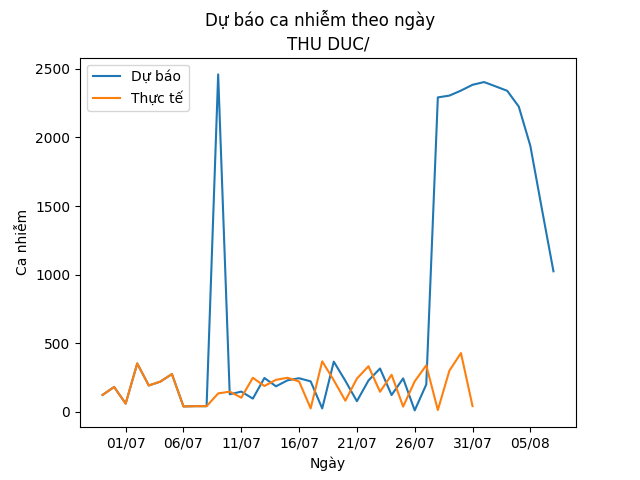 Dự báo ca nhiễm theo ngày
THU DUC/
Dự báo
Thực tế
2500
2000
1500
1000
500
0
Ca nhiễm
01/07 06/07 11/07 16/07 21/07 26/07 31/07 05/08
Ngày